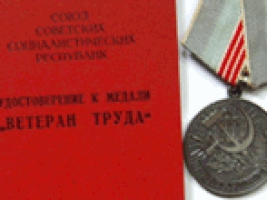 СОЮЗ
СОВЕТСКИХ
СОЦИАЛИСТИЧЕСКИХ
РЕСПУБЛИК
УДОСТОВЕРЕНИЕ К МЕДАЛИ
„ВЕТЕРАН ТРУДА“